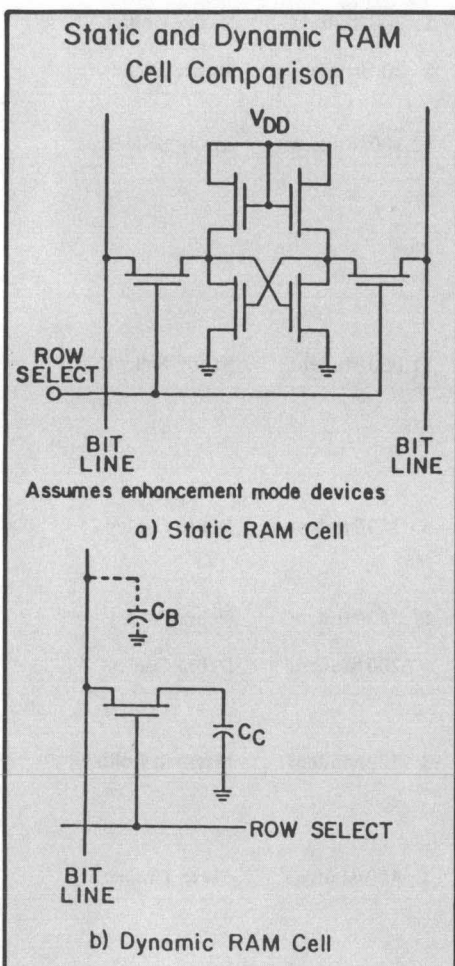 Static and Dynamic RAM
Cell Comparison
VDD
ROW
SELECT
BIT
LINE
BIT
LINE
Assumes enhancement mode devices
a) Static RAM Cell
CB
CC
ROW SELECT
BIT
LINE
b) Dynamic RAM Cell